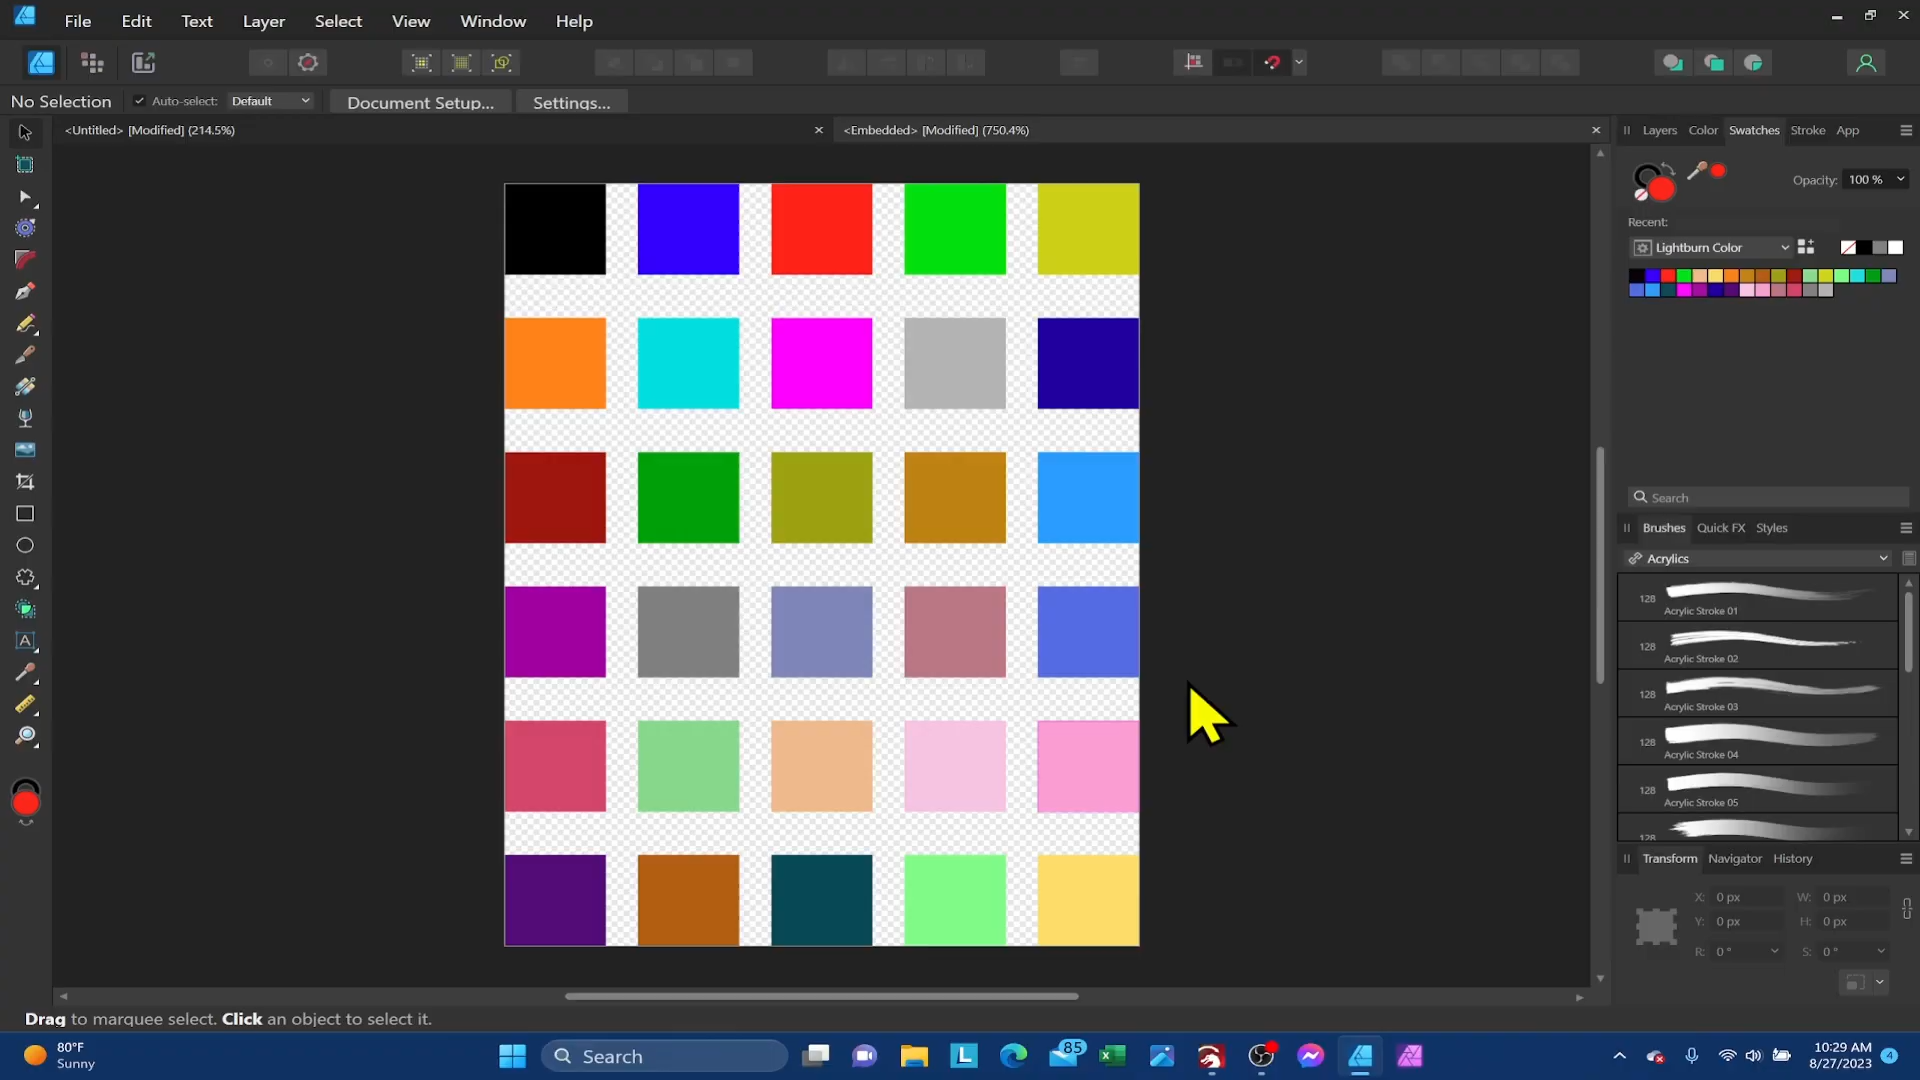 File Edit Text Layer Select View Window Help
No Selection Auto-select: Default Document Setup... Settings...
<Untitled> [Modified] (214.5%)
<Embedded> [Modified] (750.4%)
Layers Color Swatches Stroke App
Opacity: 100 %
Recent:
Lightburn Color
Search
Brushes Quick FX Styles
Acrylics
128 Acrylic Stroke 01
128 Acrylic Stroke 02
128 Acrylic Stroke 03
128 Acrylic Stroke 04
128 Acrylic Stroke 05
128
Transform Navigator History
X: 0 px W: 0 px
Y: 0 px H: 0 px
R: 0 ° S: 0 °
Drag to marquee select. Click an object to select it.
80°F
Sunny
Search
85
10:29 AM
8/27/2023
4